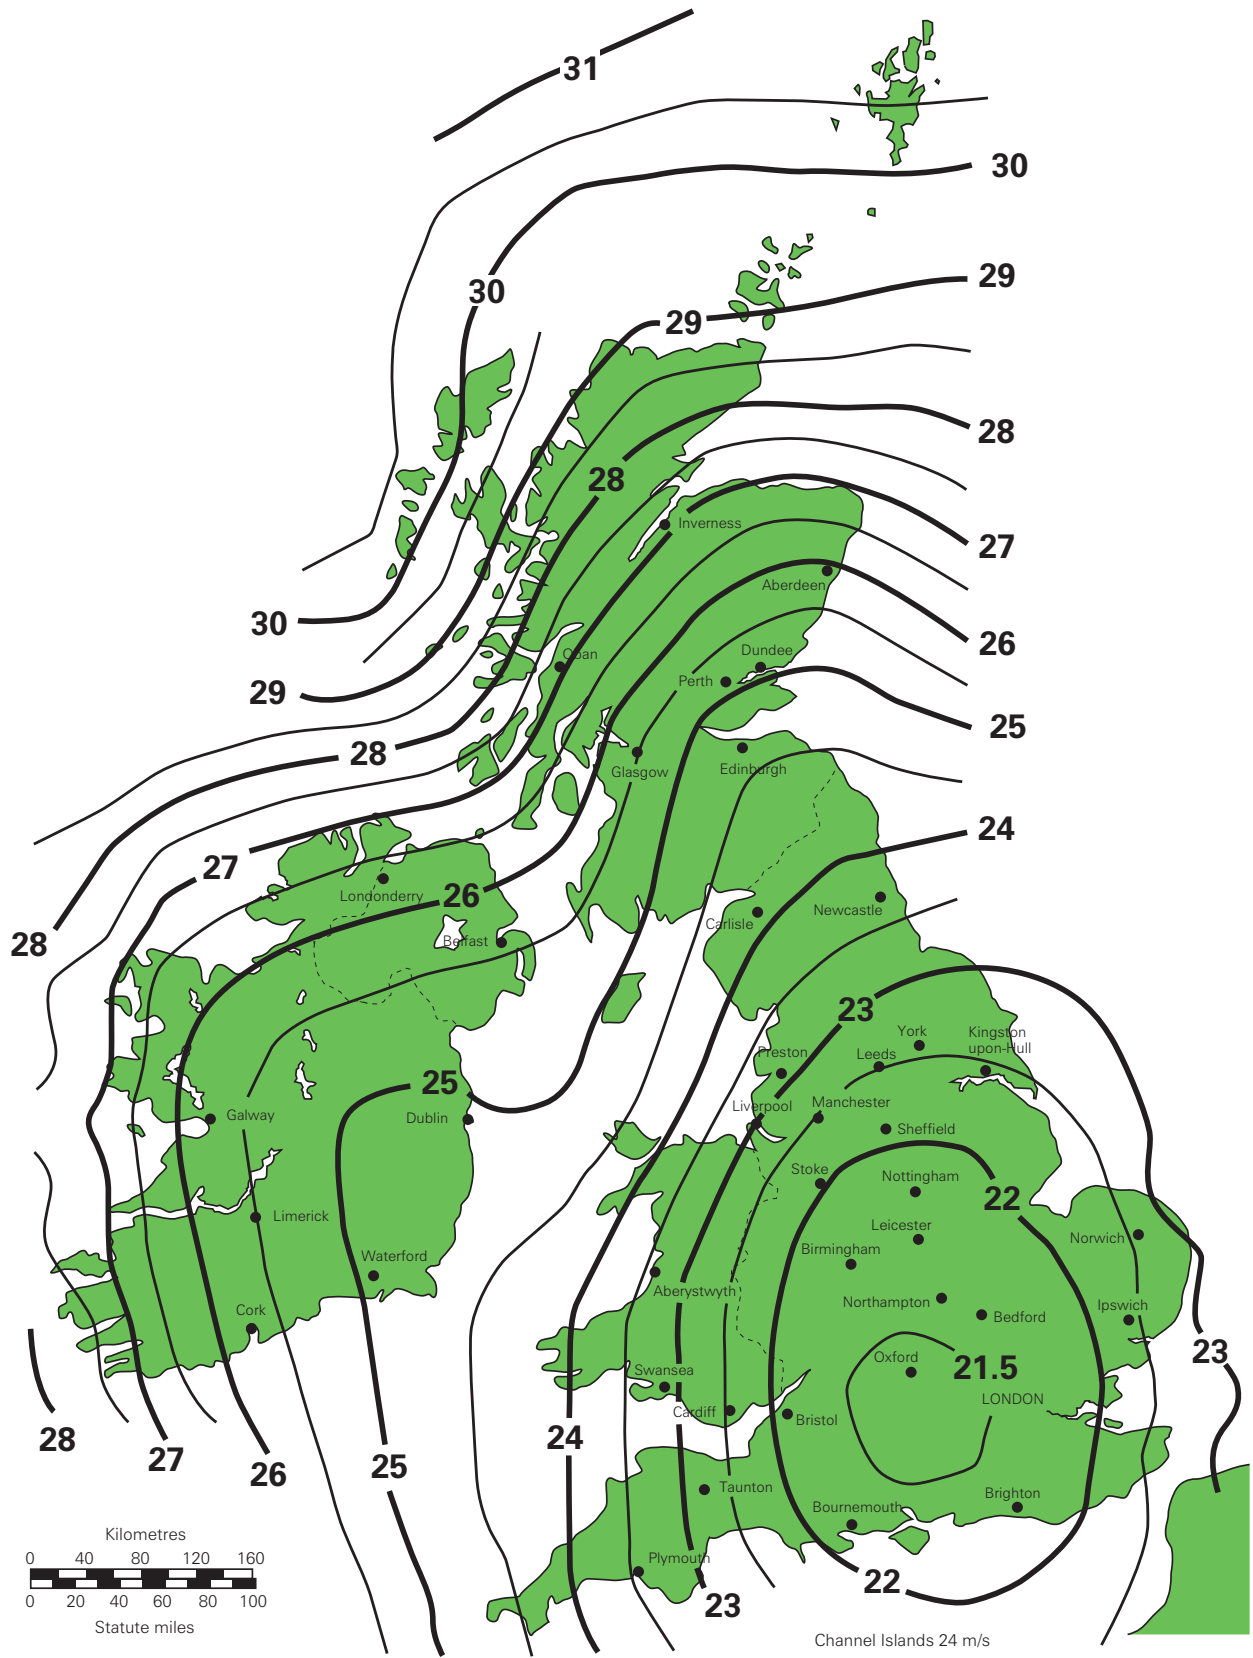 31
30
30
29
29
28
28
Inverness
27
30
Aberdeen
26
Oban
Dundee
Perth
29
25
28
Glasgow
Edinburgh
24
27
Londonderry
26
Newcastle
Carlisle
28
Belfast
23
York
Kingston
upon-Hull
Preston
Leeds
25
Liverpool
Manchester
Galway
Dublin
Sheffield
Stoke
Nottingham
22
Limerick
Leicester
Norwich
Birmingham
Waterford
Aberystwyth
Northampton
Ipswich
Cork
Bedford
23
Oxford
21.5
Swansea
LONDON
Cardiff
Bristol
28
24
27
26
25
Taunton
Brighton
Bournemouth
Kilometres
0 40 80 120 160
Plymouth
22
0 20 40 60 80 100
23
Statute miles
Channel Islands 24 m/s